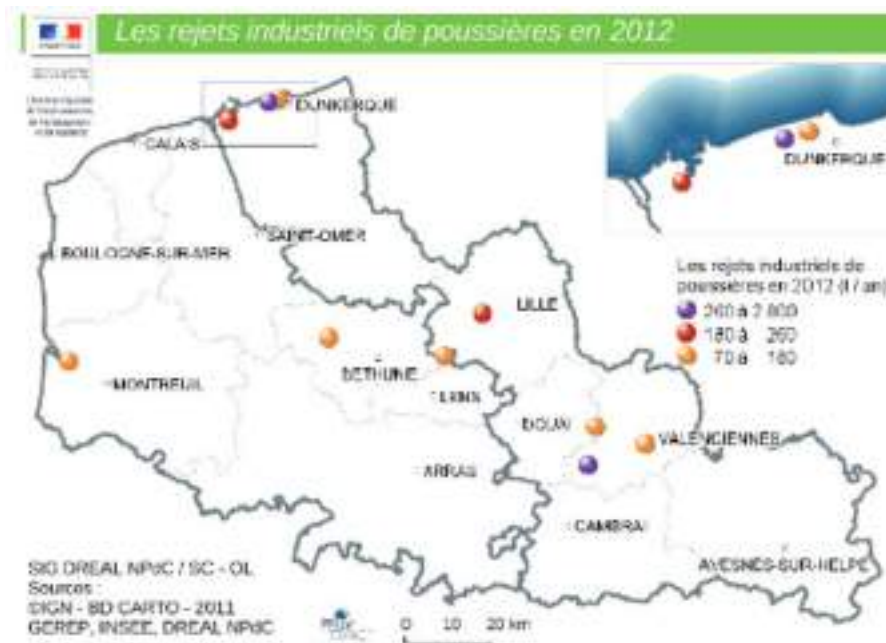 Les rejets industriels de poussières en 2012
DUNKERQUE
CALAIS
DUNKERQUE
SAINT-OMER
BOULOGNE-SUR-MER
Les rejets industriels de
poussières en 2012 (t / an)
LILLE
260 à 2 800
180 à 260
70 à 180
BETHUNE
MONTREUIL
LENS
DOUAI
VALENCIENNES
ARRAS
CAMBRAI
AVESNES-SUR-HELPE
SIG DREAL NPdC / SC - OL
Sources :
©IGN - BD CARTO - 2011
GEREP, INSEE, DREAL NPdC
0 10 20 km